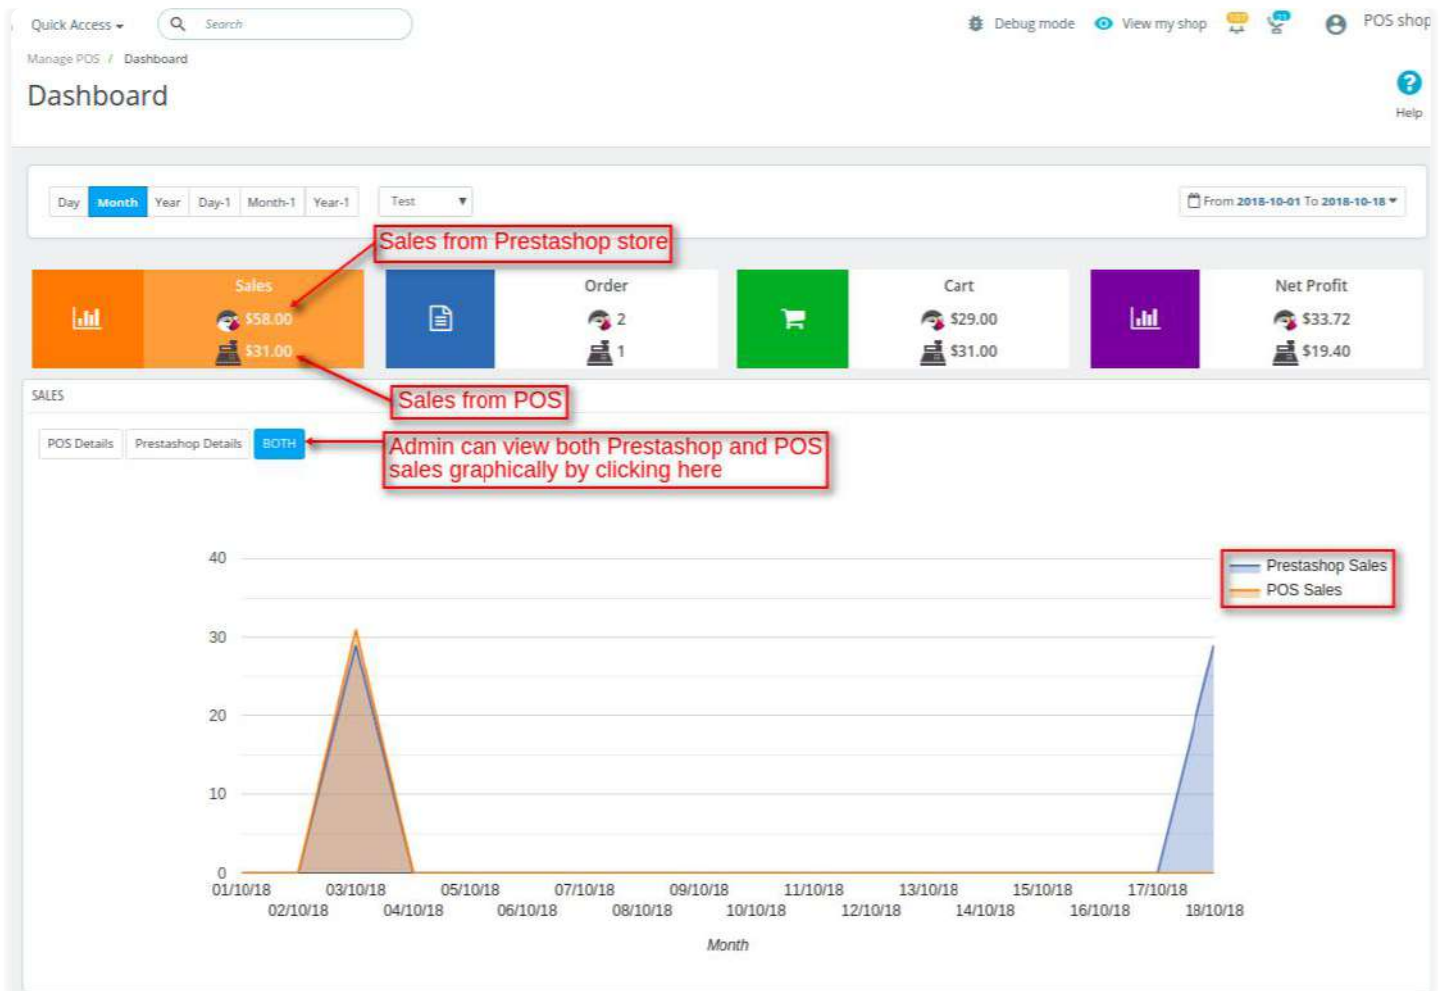 Quick Access
Search
Debug mode
View my shop
POS shop
Manage POS / Dashboard
Dashboard
Help
Day Month Year Day-1 Month-1 Year-1
Test
From 2018-10-01 To 2018-10-18
Sales from Prestashop store
Sales
$58.00
$31.00
Order
2
1
Cart
$29.00
$31.00
Net Profit
$33.72
$19.40
SALES
Sales from POS
POS Details Prestashop Details BOTH
Admin can view both Prestashop and POS
sales graphically by clicking here
Prestashop Sales
POS Sales
40
30
20
10
0
01/10/18 03/10/18 05/10/18 07/10/18 09/10/18 11/10/18 13/10/18 15/10/18 17/10/18
02/10/18 04/10/18 06/10/18 08/10/18 10/10/18 12/10/18 14/10/18 16/10/18 18/10/18
Month